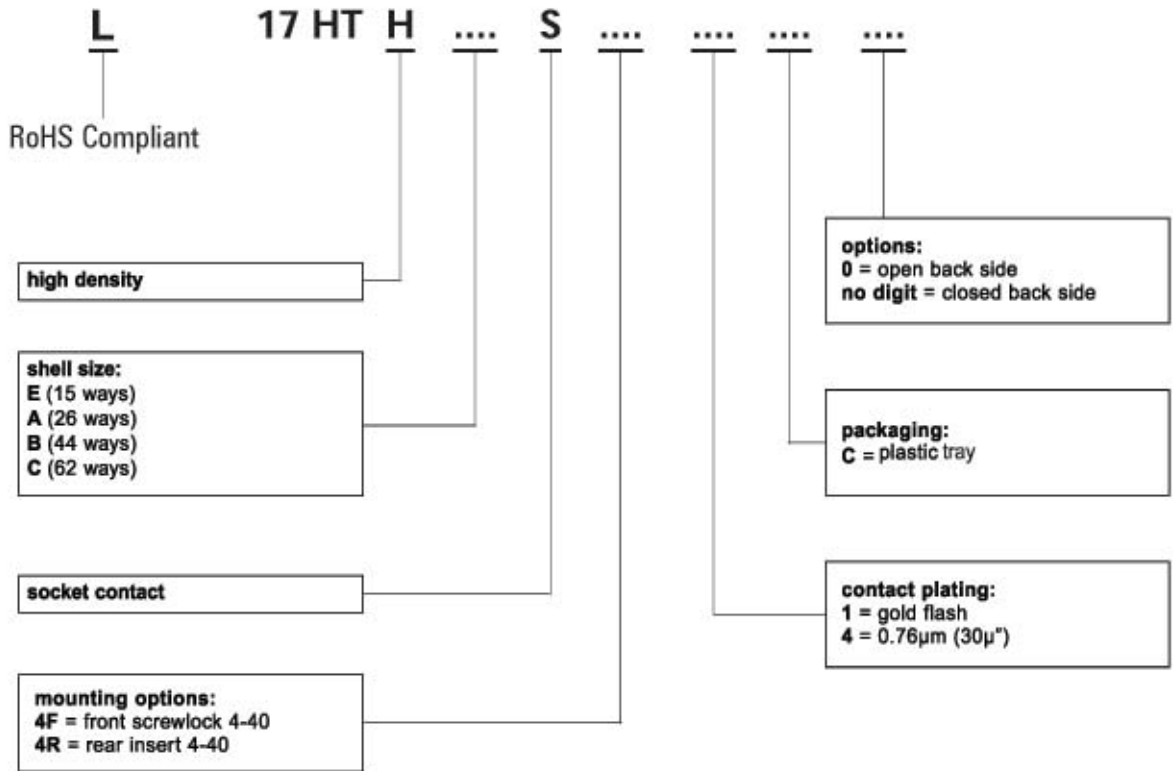 L 17 HT H .... S .... .... .... ....
RoHS Compliant
high density
shell size:
E (15 ways)
A (26 ways)
B (44 ways)
C (62 ways)
socket contact
mounting options:
4F = front screwlock 4-40
4R = rear insert 4-40
options:
0 = open back side
no digit = closed back side
packaging:
C = plastic tray
contact plating:
1 = gold flash
4 = 0.76µm (30µ″)